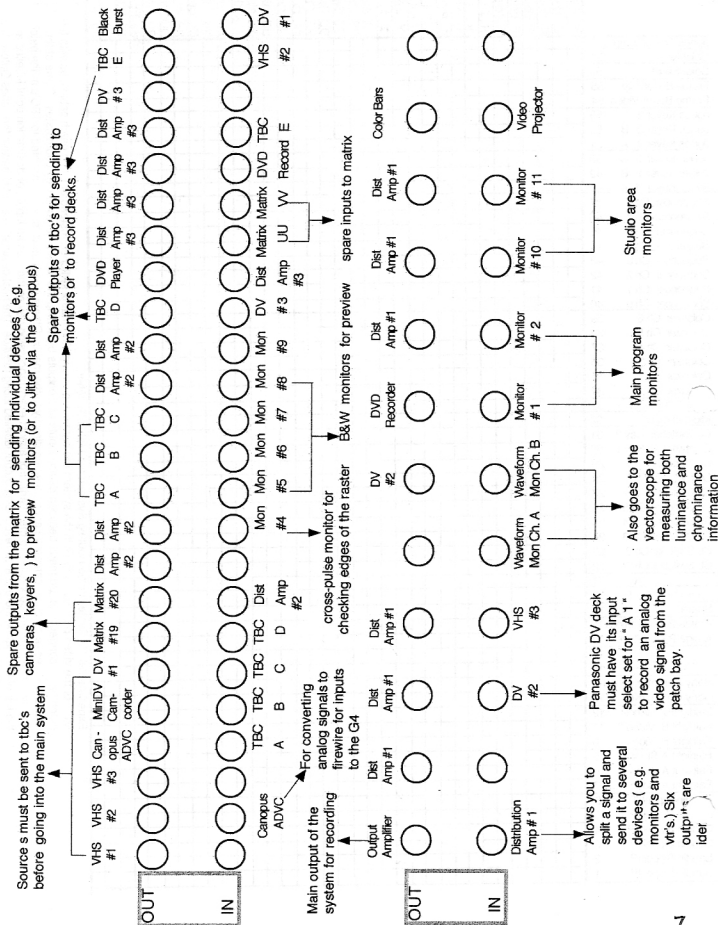 Source s must be sent to tbc's
before going into the main system
Spare outputs from the matrix for sending individual devices ( e.g.
cameras, keyers, ) to preview monitors (or to Jitter via the Canopus)
Spare outputs of tbc's for sending to
monitors or to record decks.
OUT
VHS #1
VHS #2
VHS #3
Can - opus ADVC
MiniDV Cam- corder
DV #1
Matrix #19
Matrix #20
Dist Amp #2
Dist Amp #2
TBC A
TBC B
TBC C
Dist Amp #2
Dist Amp #2
TBC D
DVD Player
Dist Amp #3
Dist Amp #3
Dist Amp #3
Dist Amp #3
DV #3
TBC E
Black Burst
IN
Canopus ADVC
TBC A
TBC B
TBC C
TBC D
Dist Amp #2
Mon #4
Mon #5
Mon #6
Mon #7
Mon #8
Mon #9
DV #3
Dist Amp #3
Matrix UU
Matrix VV
DVD Record
TBC E
VHS #2
DV #1
For converting
analog signals to
firewire for inputs
to the G4
cross-pulse monitor for
checking edges of the raster
B&W monitors for preview
spare inputs to matrix
Main output of the
system for recording
OUT
Output Amplifier
Dist Amp #1
Dist Amp #1
Dist Amp #1
DV #2
DVD Recorder
Dist Amp #1
Dist Amp #1
Dist Amp #1
Color Bars
IN
Distribution Amp # 1
DV #2
VHS #3
Waveform Mon Ch. A
Waveform Mon Ch. B
Monitor #1
Monitor # 2
Monitor # 10
Monitor # 11
Video Projector
Allows you to
split a signal and
send it to several
devices ( e.g.
monitors and
vtr's.) Six
are
Panasonic DV deck
must have its input
select set for " A 1 "
to record an analog
video signal from the
patch bay.
Also goes to the
vectorscope for
measuring both
luminance and
chrominance
information
Main program
monitors
Studio area
monitors
7